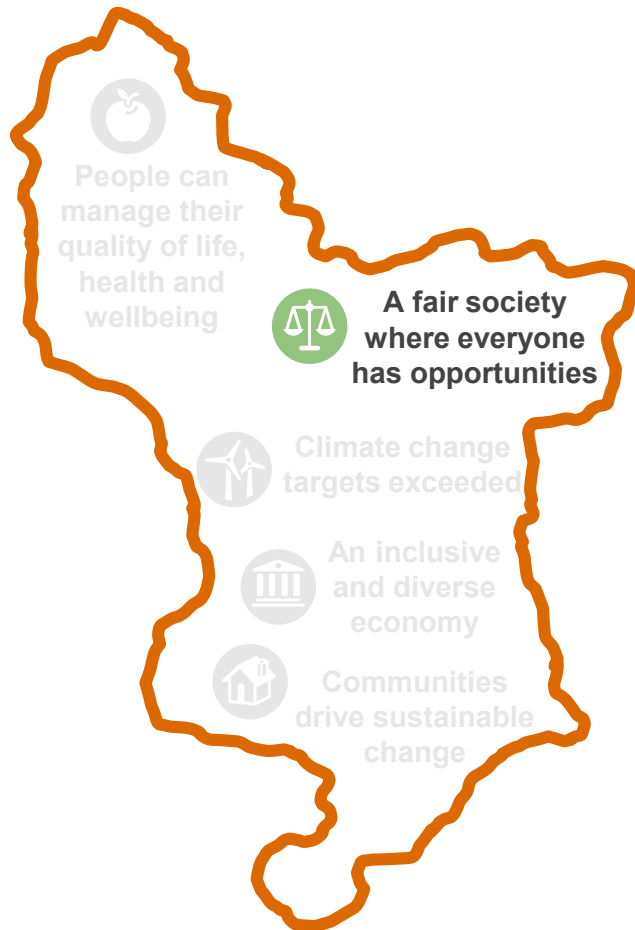 People can
manage their
quality of life,
health and
wellbeing
A fair society
where everyone
has opportunities
Climate change
targets exceeded
An inclusive
and diverse
economy
Communities
drive sustainable
change